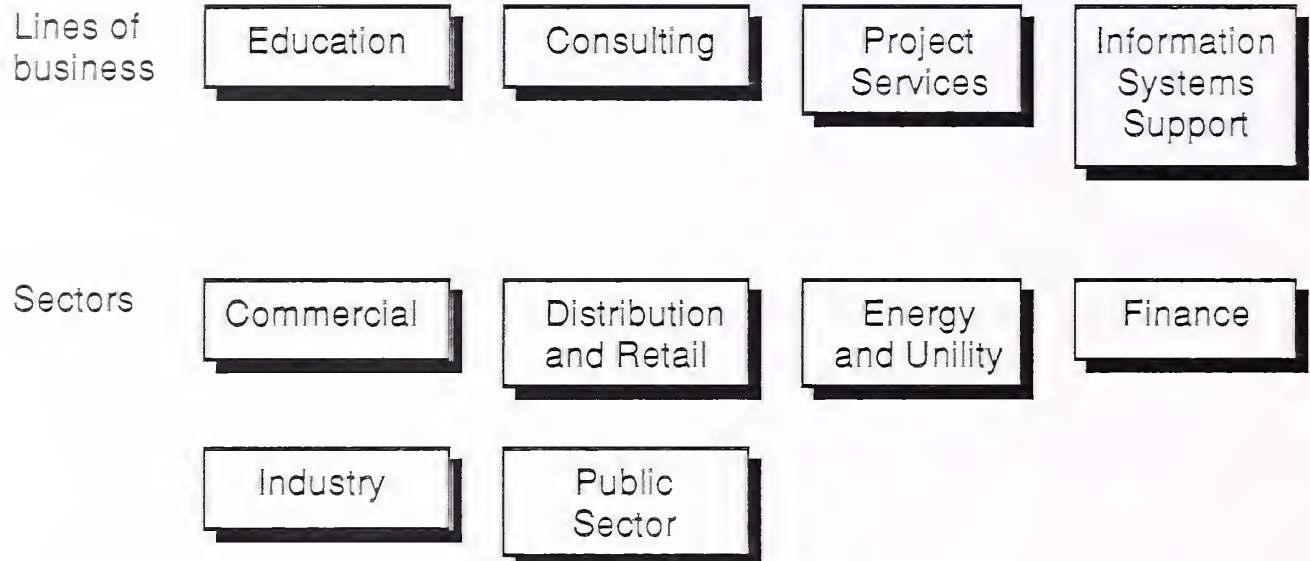 Lines of
business
Education
Consulting
Project
Services
Information
Systems
Support
Sectors
Commercial
Distribution
and Retail
Energy
and Unility
Finance
Industry
Public
Sector